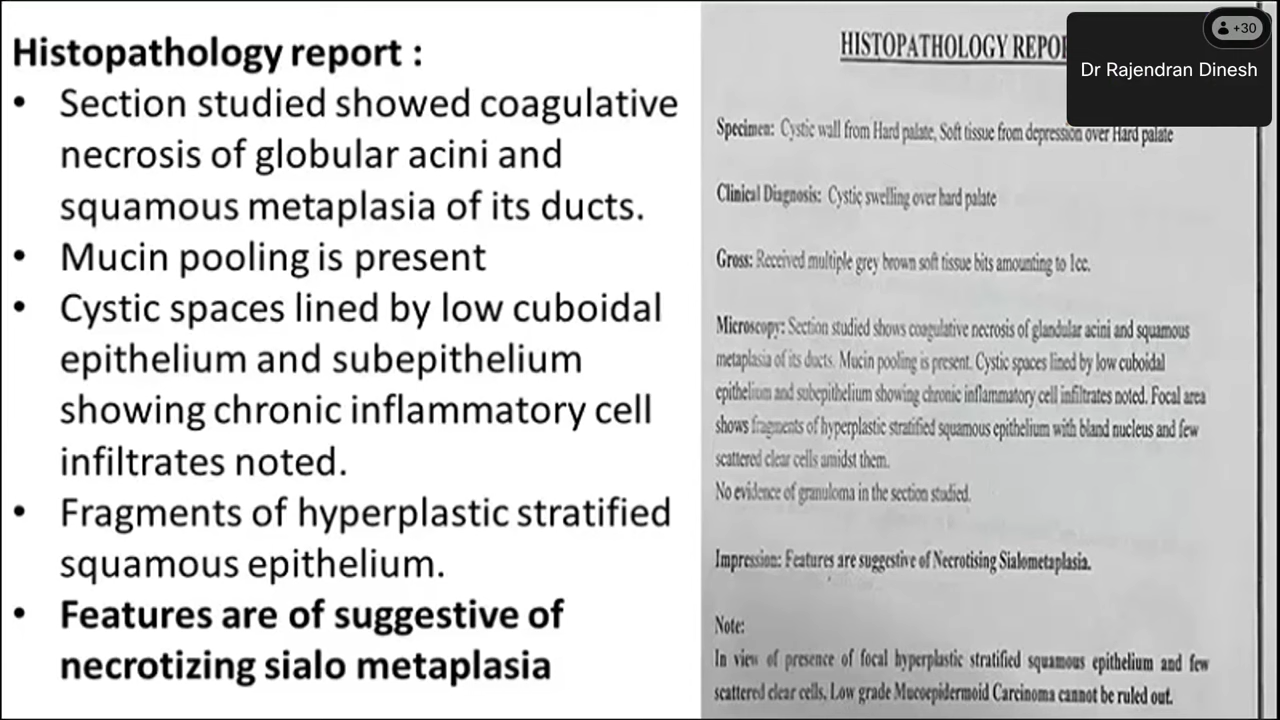 Histopathology report :
• Section studied showed coagulative
necrosis of globular acini and
squamous metaplasia of its ducts.
• Mucin pooling is present
• Cystic spaces lined by low cuboidal
epithelium and subepithelium
showing chronic inflammatory cell
infiltrates noted.
• Fragments of hyperplastic stratified
squamous epithelium.
• Features are of suggestive of
necrotizing sialo metaplasia
HISTOPATHOLOGY REPO
+30
Dr Rajendran Dinesh
Specimen: Cystic wall from Hard palate, Soft tissue from depression over Hard palate
Clinical Diagnosis: Cystic swelling over hard palate
Gross: Received multiple grey brown soft tissue bits amounting to 1cc.
Microscopy: Section studied shows coagulative necrosis of glandular acini and squamous
metaplasia of its ducts. Mucin pooling is present. Cystic spaces lined by low cuboidal
epithelium and subepithelium showing chronic inflammatory cell infiltrates noted. Focal area
shows fragments of hyperplastic stratified squamous epithelium with bland nucleus and few
scattered clear cells amidst them.
No evidence of granuloma in the section studied.
Impression: Features are suggestive of Necrotising Sialometaplasia.
Note:
In view of presence of focal hyperplastic stratified squamous epithelium and few
scattered clear cells, Low grade Mucoepidermoid Carcinoma cannot be ruled out.